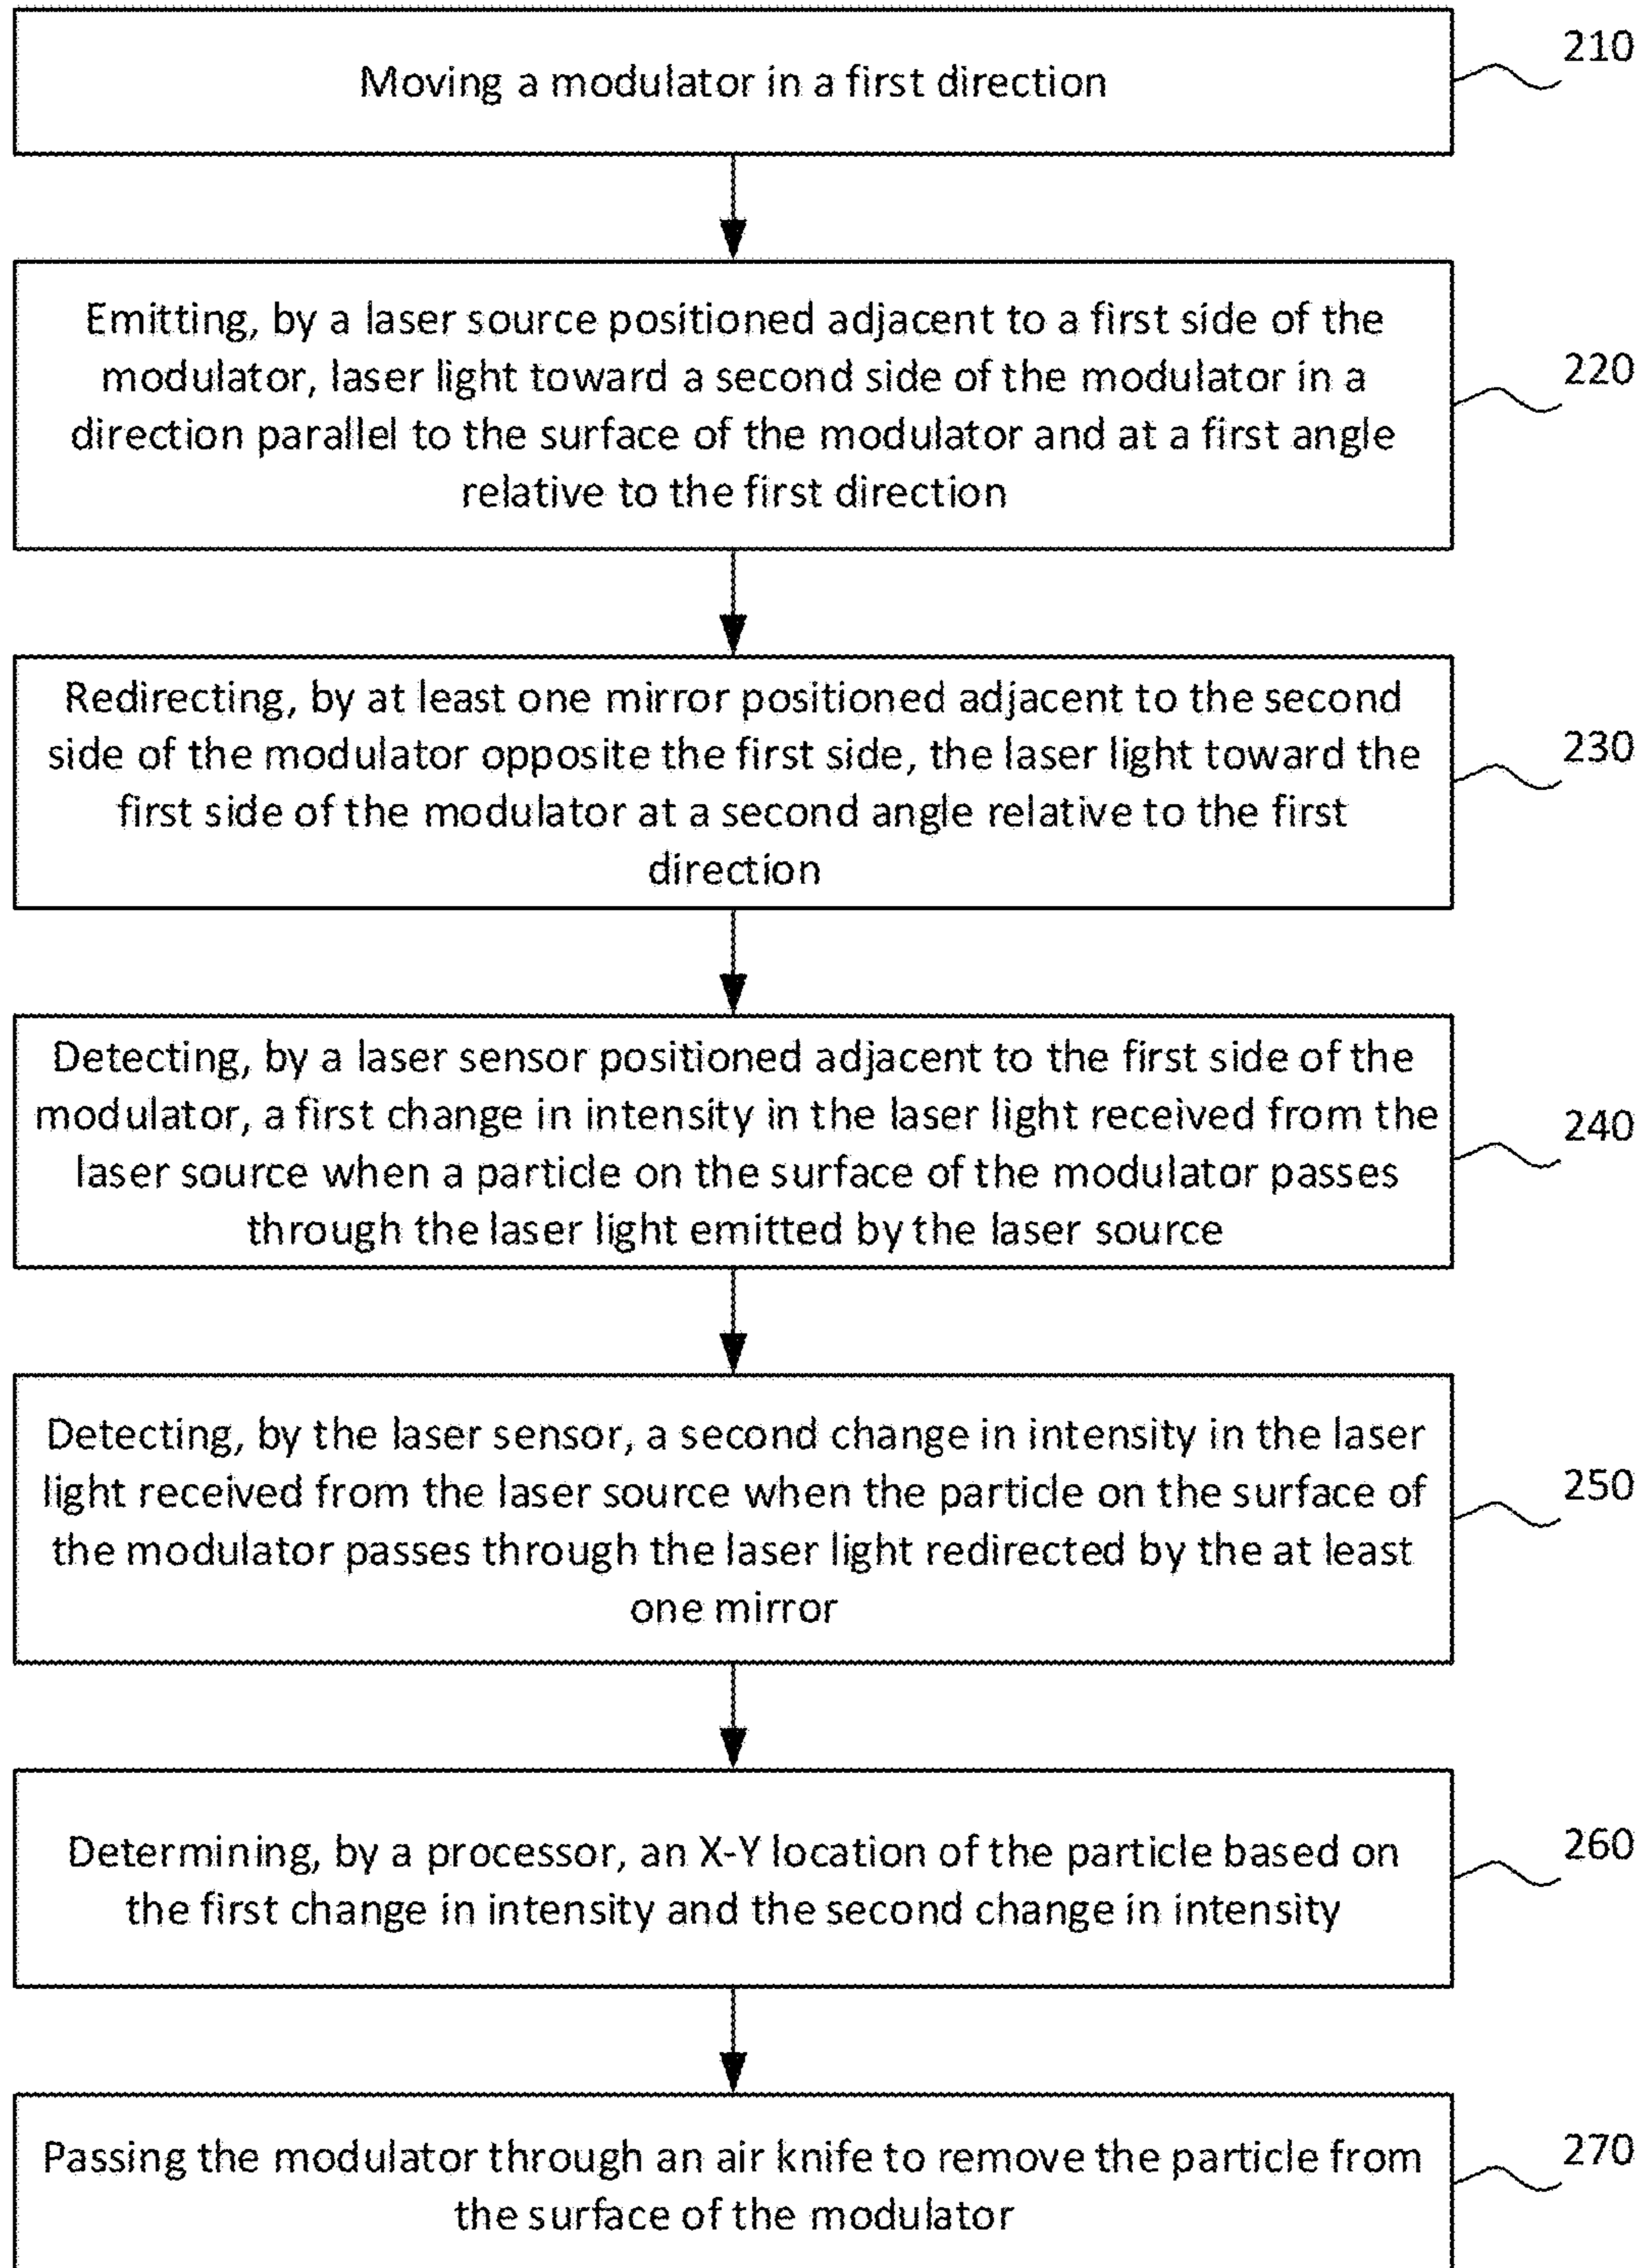 Moving a modulator in a first direction
210
Emitting, by a laser source positioned adjacent to a first side of the
modulator, laser light toward a second side of the modulator in a
direction parallel to the surface of the modulator and at a first angle
relative to the first direction
220
Redirecting, by at least one mirror positioned adjacent to the second
side of the modulator opposite the first side, the laser light toward the
first side of the modulator at a second angle relative to the first
direction
230
Detecting, by a laser sensor positioned adjacent to the first side of the
modulator, a first change in intensity in the laser light received from the
laser source when a particle on the surface of the modulator passes
through the laser light emitted by the laser source
240
Detecting, by the laser sensor, a second change in intensity in the laser
light received from the laser source when the particle on the surface of
the modulator passes through the laser light redirected by the at least
one mirror
250
Determining, by a processor, an X-Y location of the particle based on
the first change in intensity and the second change in intensity
260
Passing the modulator through an air knife to remove the particle from
the surface of the modulator
270